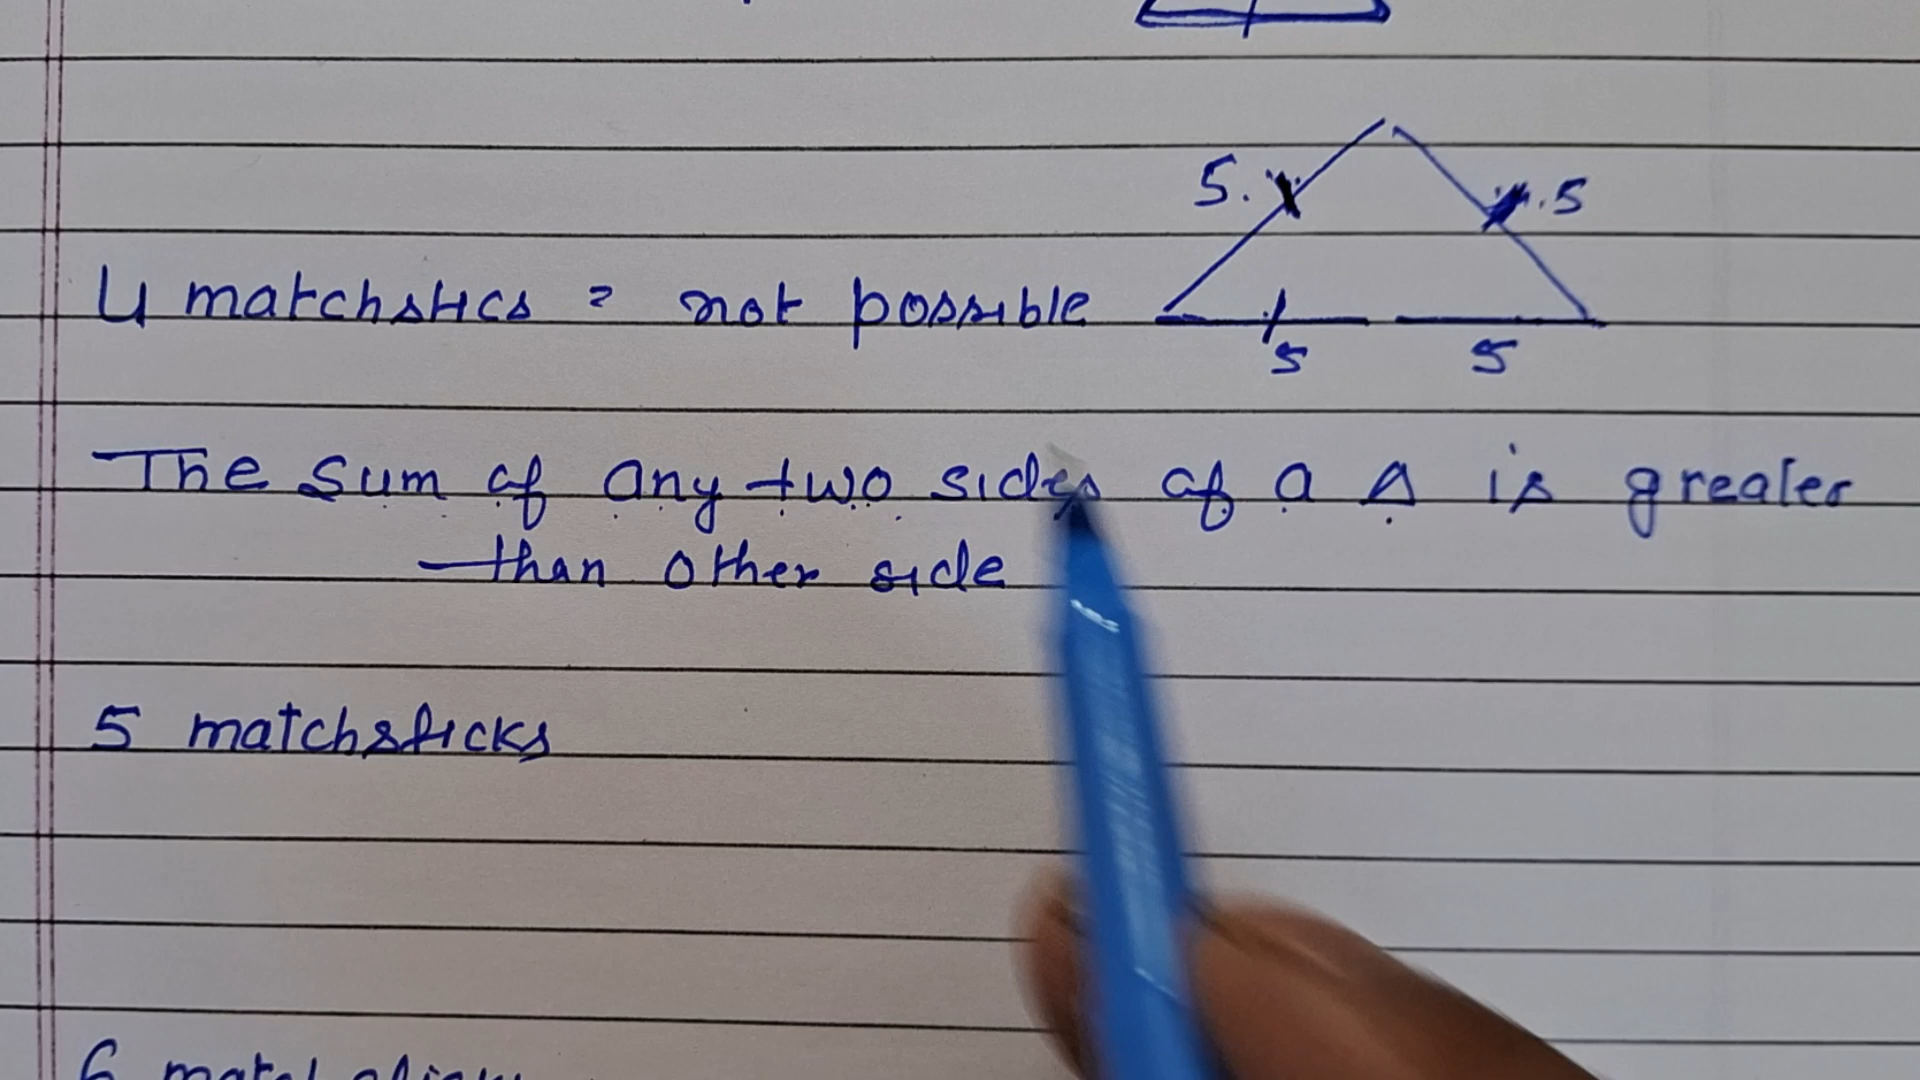 5. .5
4 matchstics = not possible
5 5
The sum of any two sides of a Δ is greater
than other side
5 matchsticks
6